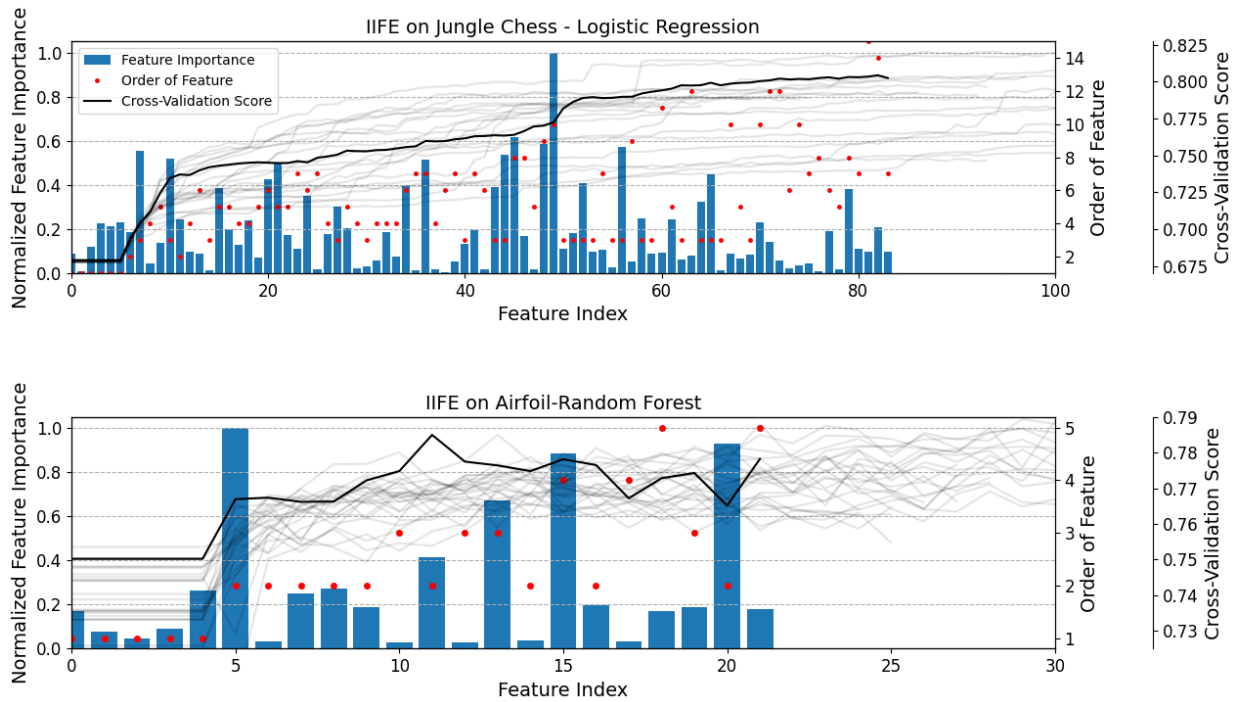 IIFE on Jungle Chess - Logistic Regression
Normalized Feature Importance
1.0
0.8
0.6
0.4
0.2
0.0
Feature Importance
Order of Feature
Cross-Validation Score
14
12
10
8
6
4
2
Order of Feature
0.825
0.800
0.775
0.750
0.725
0.700
0.675
Cross-Validation Score
0 20 40 60 80 100
Feature Index
IIFE on Airfoil-Random Forest
Normalized Feature Importance
1.0
0.8
0.6
0.4
0.2
0.0
5
4
3
2
1
Order of Feature
0.79
0.78
0.77
0.76
0.75
0.74
0.73
Cross-Validation Score
0 5 10 15 20 25 30
Feature Index